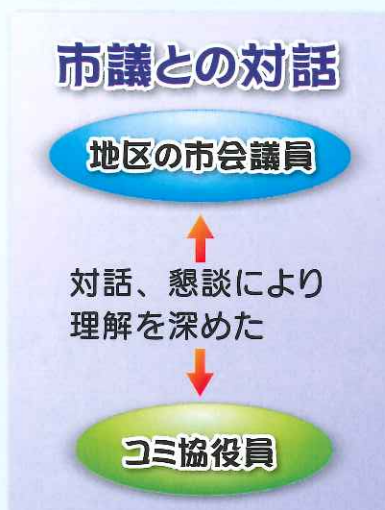 市議との対話
地区の市会議員
対話、懇談により
理解を深めた
コミ協役員